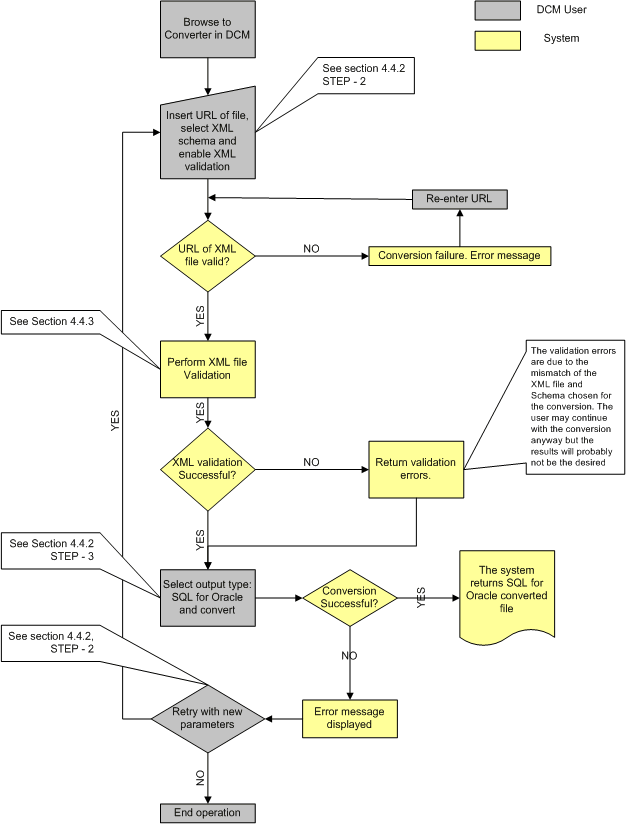 Browse to
Converter in DCM
DCM User
System
See section 4.4.2
STEP - 2
Insert URL of file,
select XML
schema and
enable XML
validation
Re-enter URL
URL of XML
file valid?
NO
Conversion failure. Error message
YES
See Section 4.4.3
Perform XML file
Validation
The validation errors
are due to the
mismatch of the
XML file and
Schema chosen for
the conversion. The
user may continue
with the conversion
anyway but the
results will probably
not be the desired
YES
YES
XML validation
Successful?
NO
Return validation
errors.
YES
See Section 4.4.2
STEP - 3
Select output type:
SQL for Oracle
and convert
Conversion
Successful?
YES
The system
returns SQL for
Oracle converted
file
See section 4.4.2,
STEP - 2
NO
Retry with new
parameters
Error message
displayed
NO
End operation